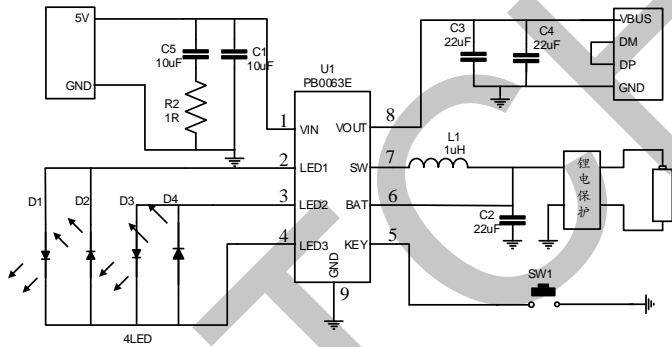 5V
GND
C5
10uF
C1
10uF
R2
1R
U1
PB0063E
1
VIN
2
LED1
3
LED2
4
LED3
GND
9
8
VOUT
7
SW
6
BAT
5
KEY
C3
22uF
C4
22uF
VBUS
DM
DP
GND
L1
1uH
C2
22uF
锂电保护
SW1
D1
D2
D3
D4
4LED
TCH